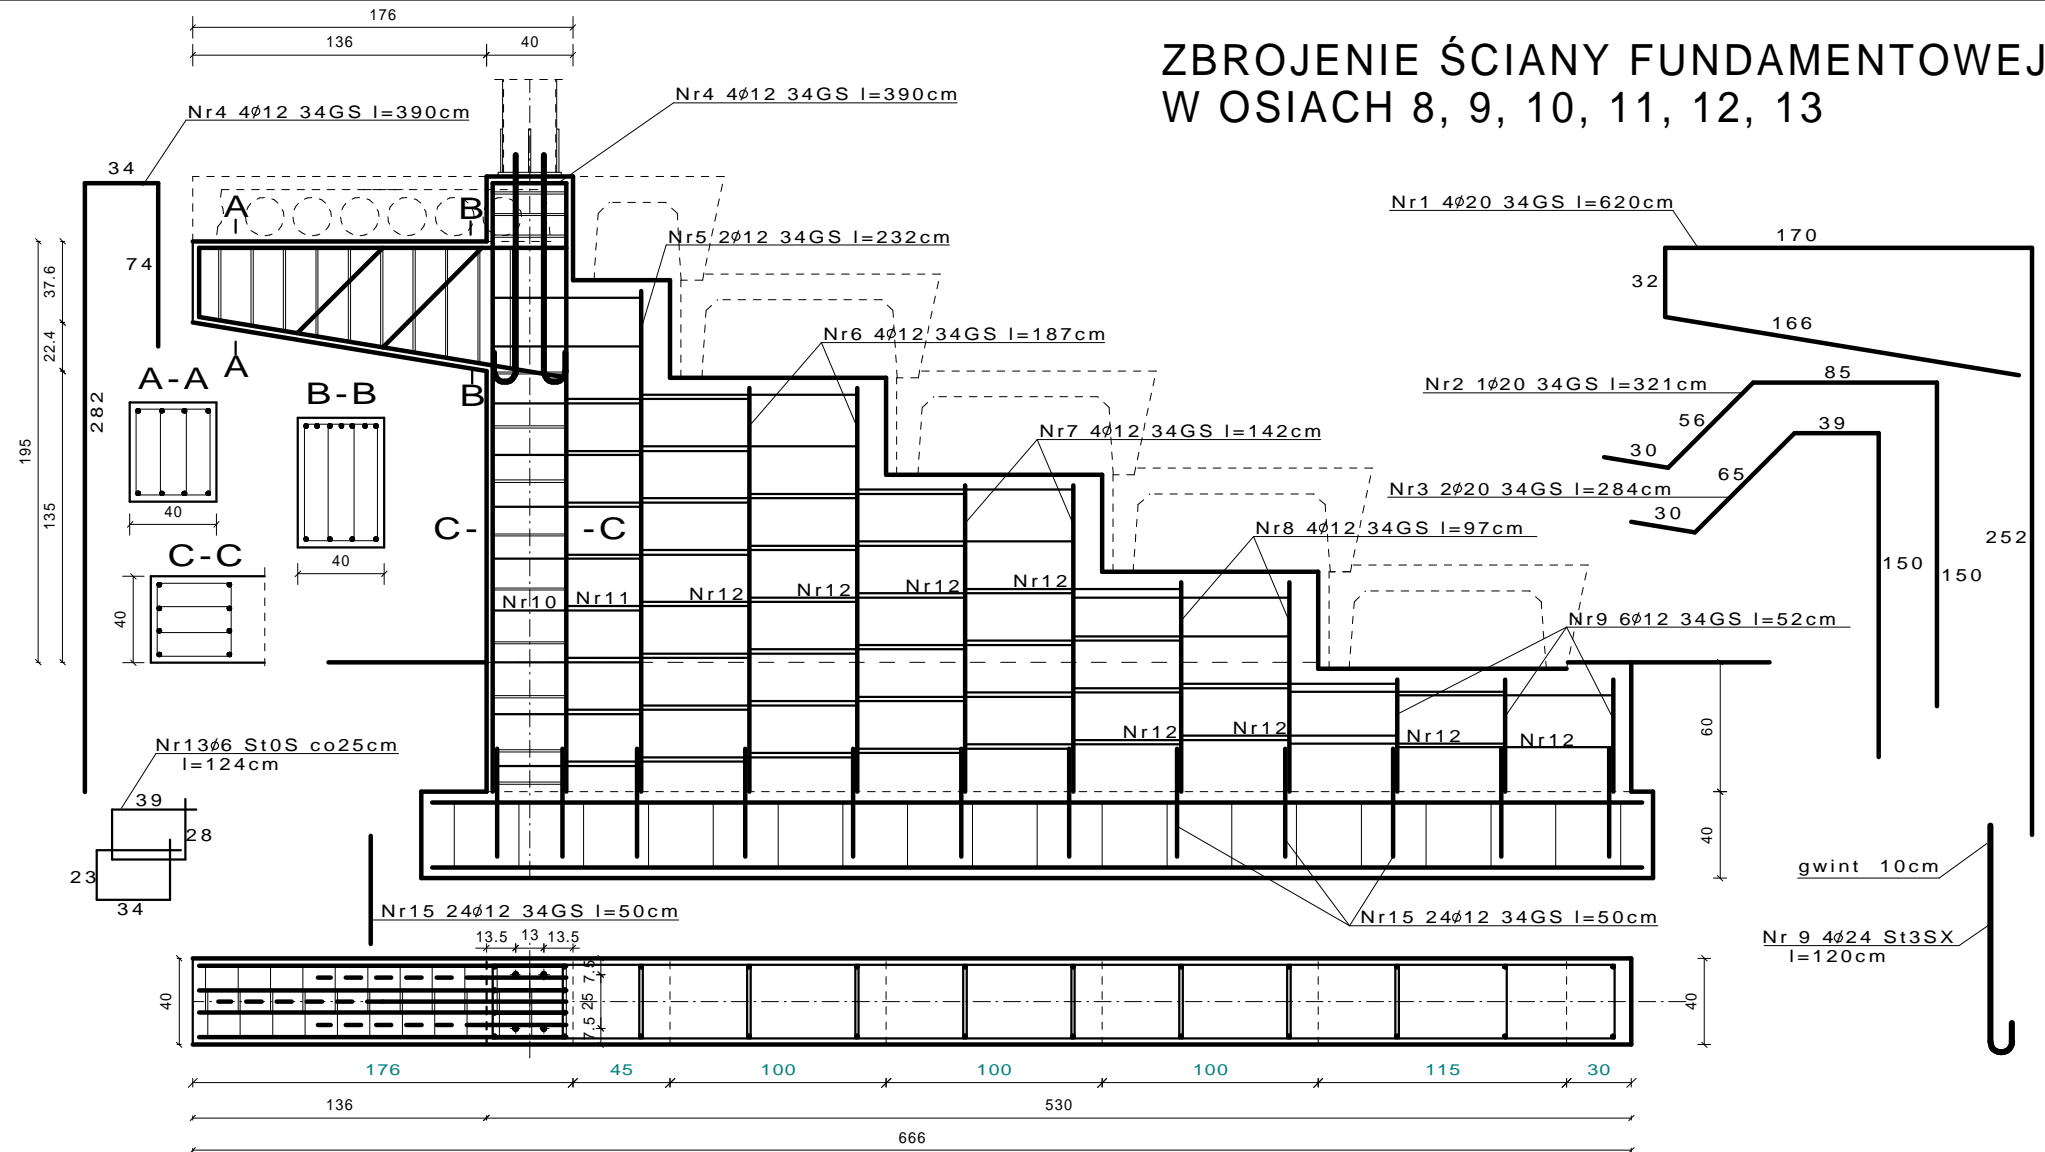 176
136
40
ZBROJENIE ŚCIANY FUNDAMENTOWEJ
W OSIACH 8, 9, 10, 11, 12, 13
Nr4 4ø12 34GS l=390cm
Nr4 4ø12 34GS l=390cm
34
74
282
A
B
A
B
37.6
22.4
195
135
Nr5 2ø12 34GS l=232cm
Nr1 4ø20 34GS l=620cm
170
32
166
252
Nr6 4ø12 34GS l=187cm
Nr2 1ø20 34GS l=321cm
85
56
30
150
Nr7 4ø12 34GS l=142cm
39
65
Nr3 2ø20 34GS l=284cm
30
150
A-A
40
B-B
40
C-C
40
C-
-C
Nr8 4ø12 34GS l=97cm
Nr10
Nr11
Nr12
Nr12
Nr12
Nr12
Nr9 6ø12 34GS l=52cm
Nr12
Nr12
Nr12
Nr12
60
40
Nr13ø6 St0S co25cm
l=124cm
39
28
23
34
Nr15 24ø12 34GS l=50cm
Nr15 24ø12 34GS l=50cm
gwint 10cm
Nr 9 4ø24 St3SX
l=120cm
13.5
13
13.5
7.5
25
7.5
40
40
176
45
100
100
100
115
30
136
530
666